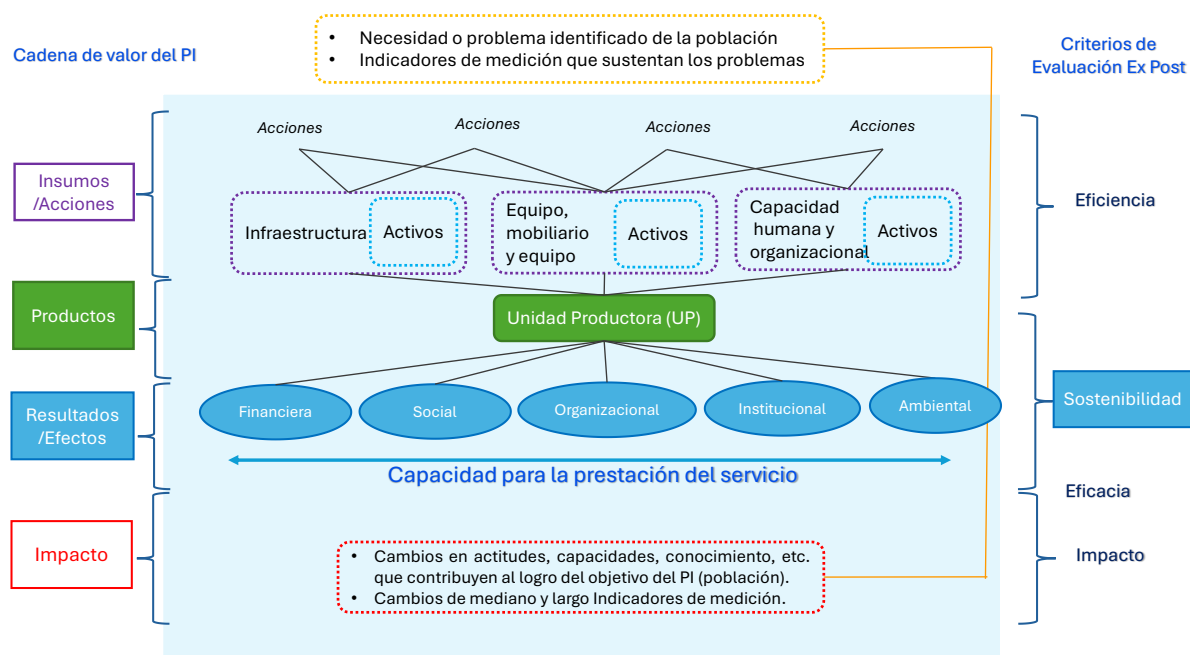 Cadena de valor del PI
• Necesidad o problema identificado de la población
• Indicadores de medición que sustentan los problemas
Criterios de
Evaluación Ex Post
Acciones
Acciones
Acciones
Acciones
Insumos
/Acciones
Infraestructura
Activos
Equipo,
mobiliario
y equipo
Activos
Capacidad
humana y
organizacional
Activos
Eficiencia
Productos
Unidad Productora (UP)
Resultados
/Efectos
Financiera
Social
Organizacional
Institucional
Ambiental
Sostenibilidad
Capacidad para la prestación del servicio
Eficacia
Impacto
• Cambios en actitudes, capacidades, conocimiento, etc.
que contribuyen al logro del objetivo del PI (población).
• Cambios de mediano y largo Indicadores de medición.
Impacto